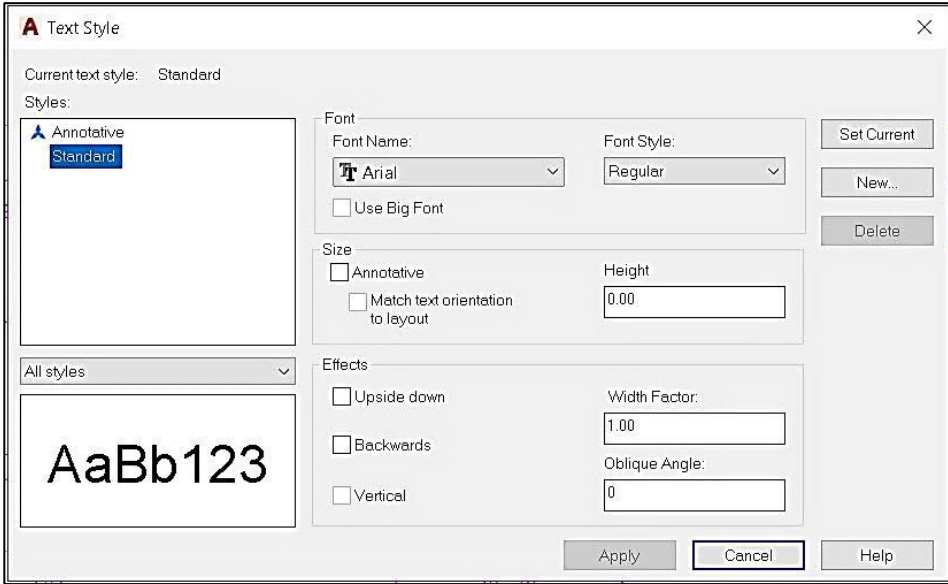 A Text Style
Current text style: Standard
Styles:
Annotative
Standard
All styles
AaBb123
Font
Font Name:
Arial
Use Big Font
Font Style:
Regular
Size
Annotative
Match text orientation
to layout
Height
0.00
Effects
Upside down
Backwards
Vertical
Width Factor:
1.00
Oblique Angle:
0
Set Current
New...
Delete
Apply
Cancel
Help